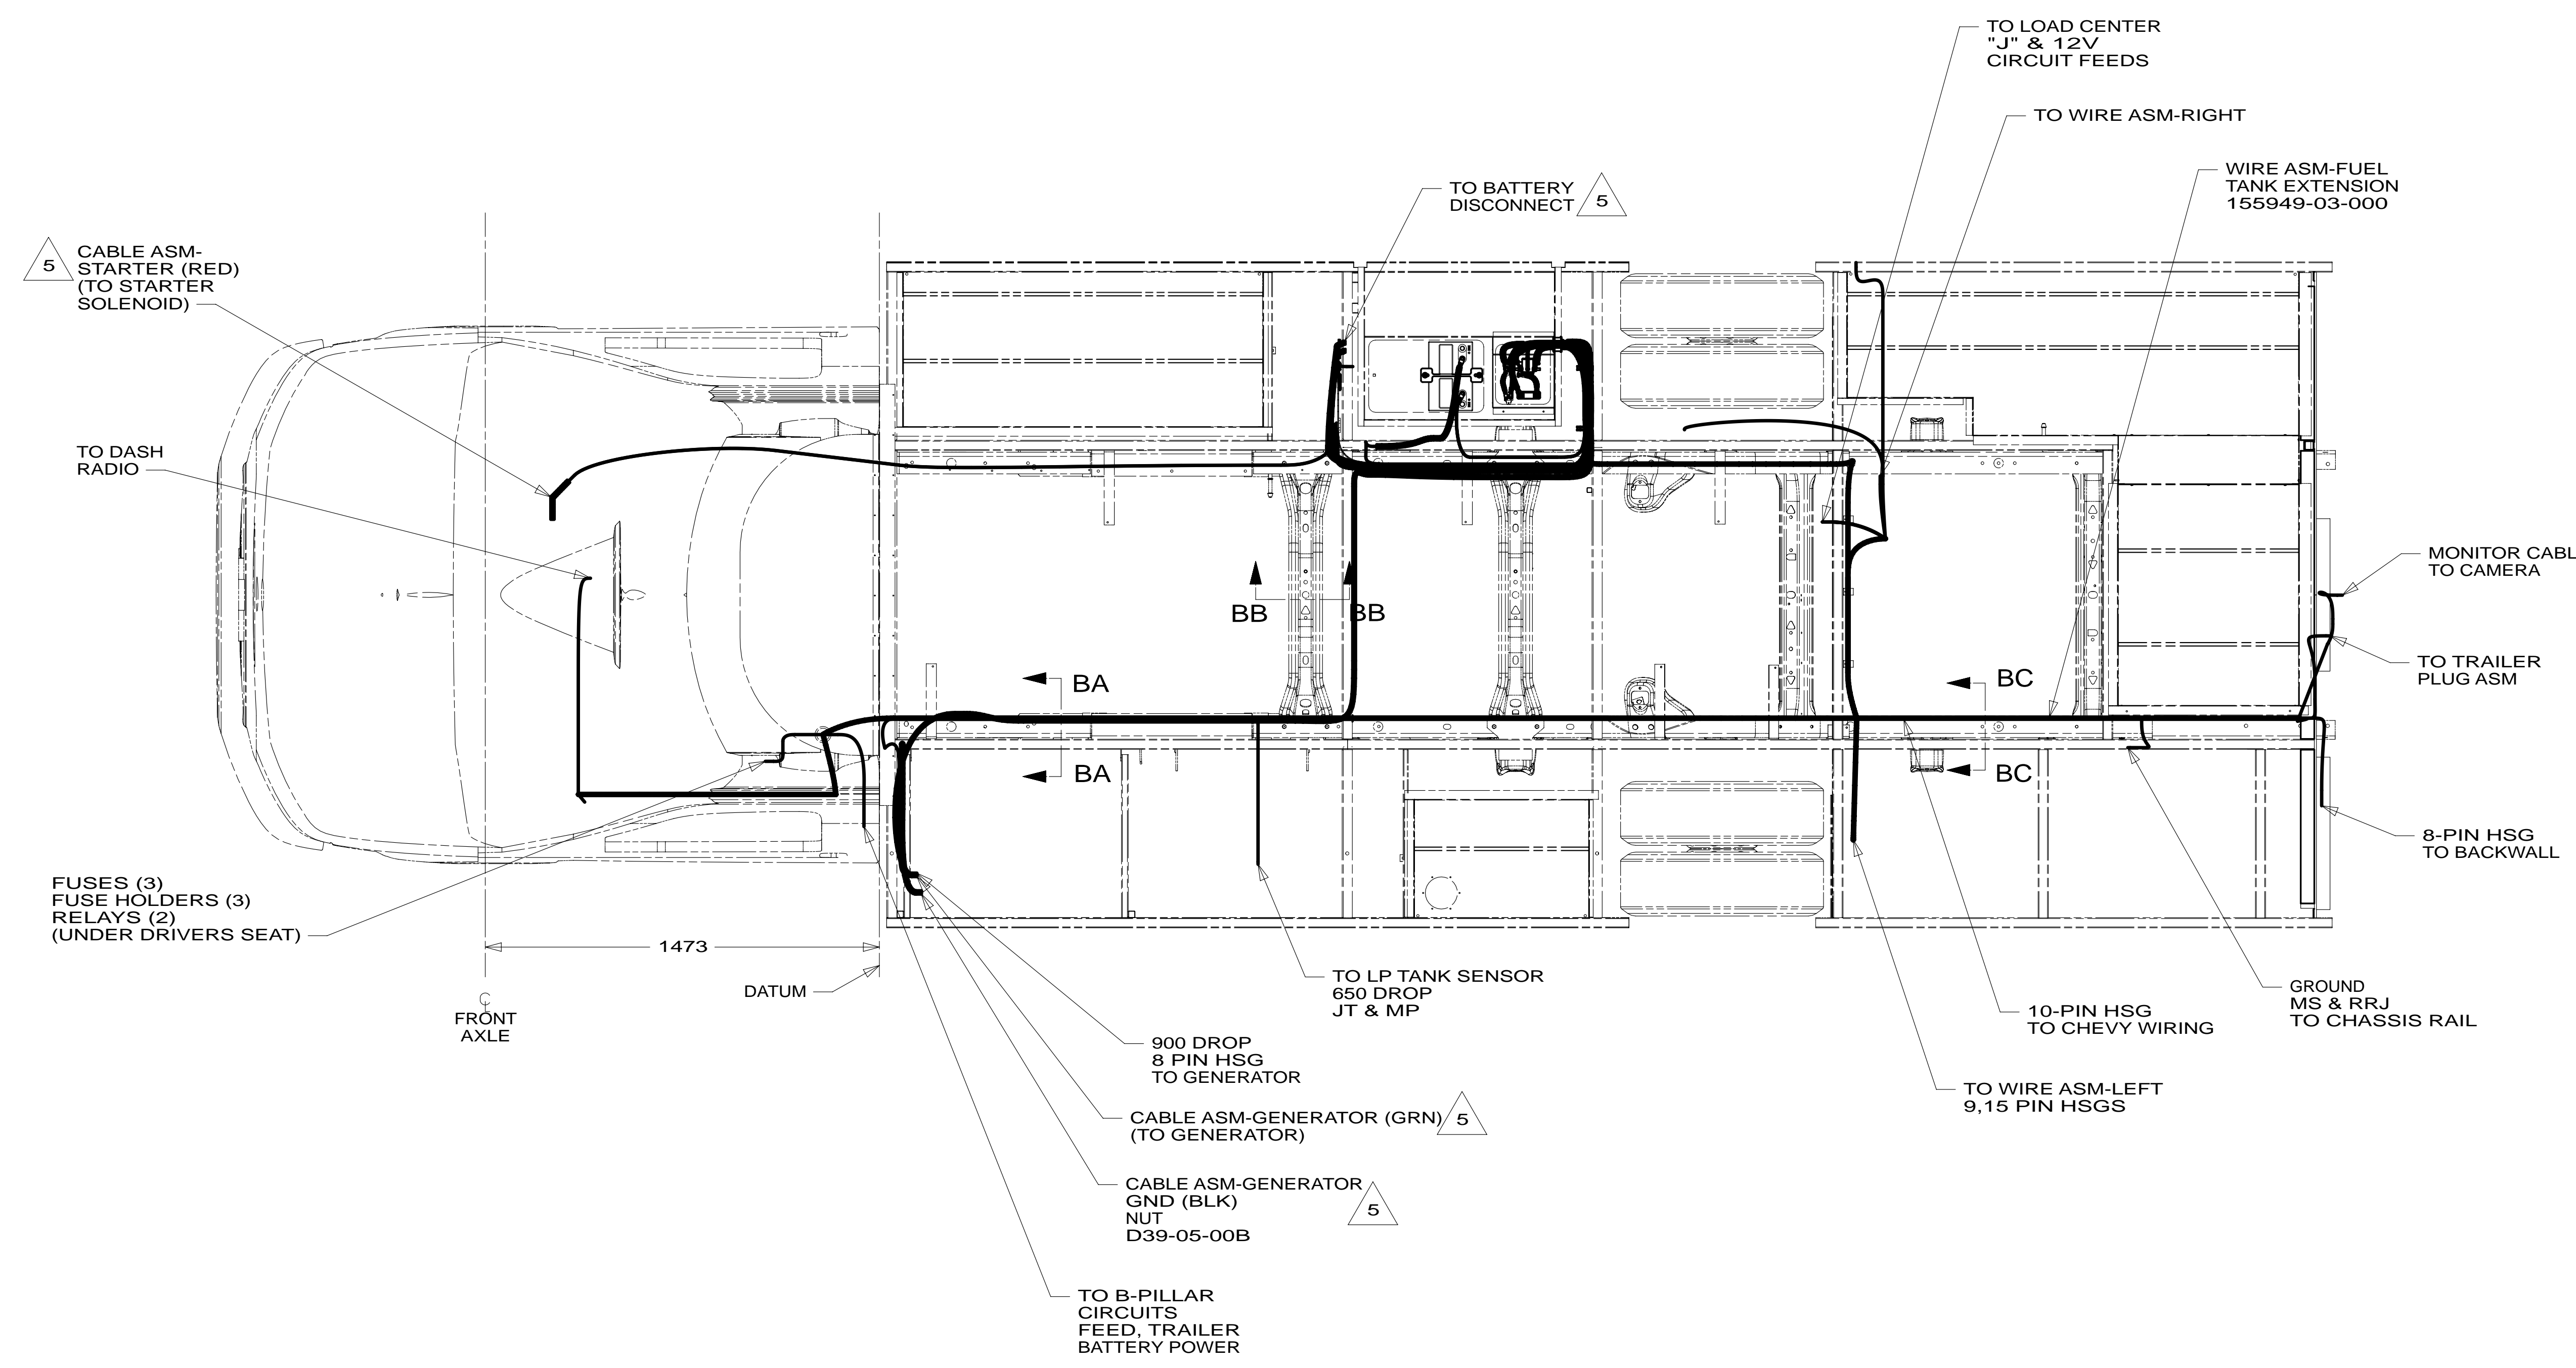 TO LOAD CENTER
"J" & 12V
CIRCUIT FEEDS
TO WIRE ASM-RIGHT
WIRE ASM-FUEL
TANK EXTENSION
155949-03-000
TO BATTERY
DISCONNECT
5
5
CABLE ASM-
STARTER (RED)
(TO STARTER
SOLENOID)
TO DASH
RADIO
MONITOR CABL
TO CAMERA
BB
BB
TO TRAILER
PLUG ASM
BA
BC
BA
BC
8-PIN HSG
TO BACKWALL
FUSES (3)
FUSE HOLDERS (3)
RELAYS (2)
(UNDER DRIVERS SEAT)
1473
DATUM
CL
FRONT
AXLE
TO LP TANK SENSOR
650 DROP
JT & MP
GROUND
MS & RRJ
TO CHASSIS RAIL
10-PIN HSG
TO CHEVY WIRING
900 DROP
8 PIN HSG
TO GENERATOR
TO WIRE ASM-LEFT
9,15 PIN HSGS
CABLE ASM-GENERATOR (GRN)
(TO GENERATOR)
5
CABLE ASM-GENERATOR
GND (BLK)
NUT
D39-05-00B
5
TO B-PILLAR
CIRCUITS
FEED, TRAILER
BATTERY POWER